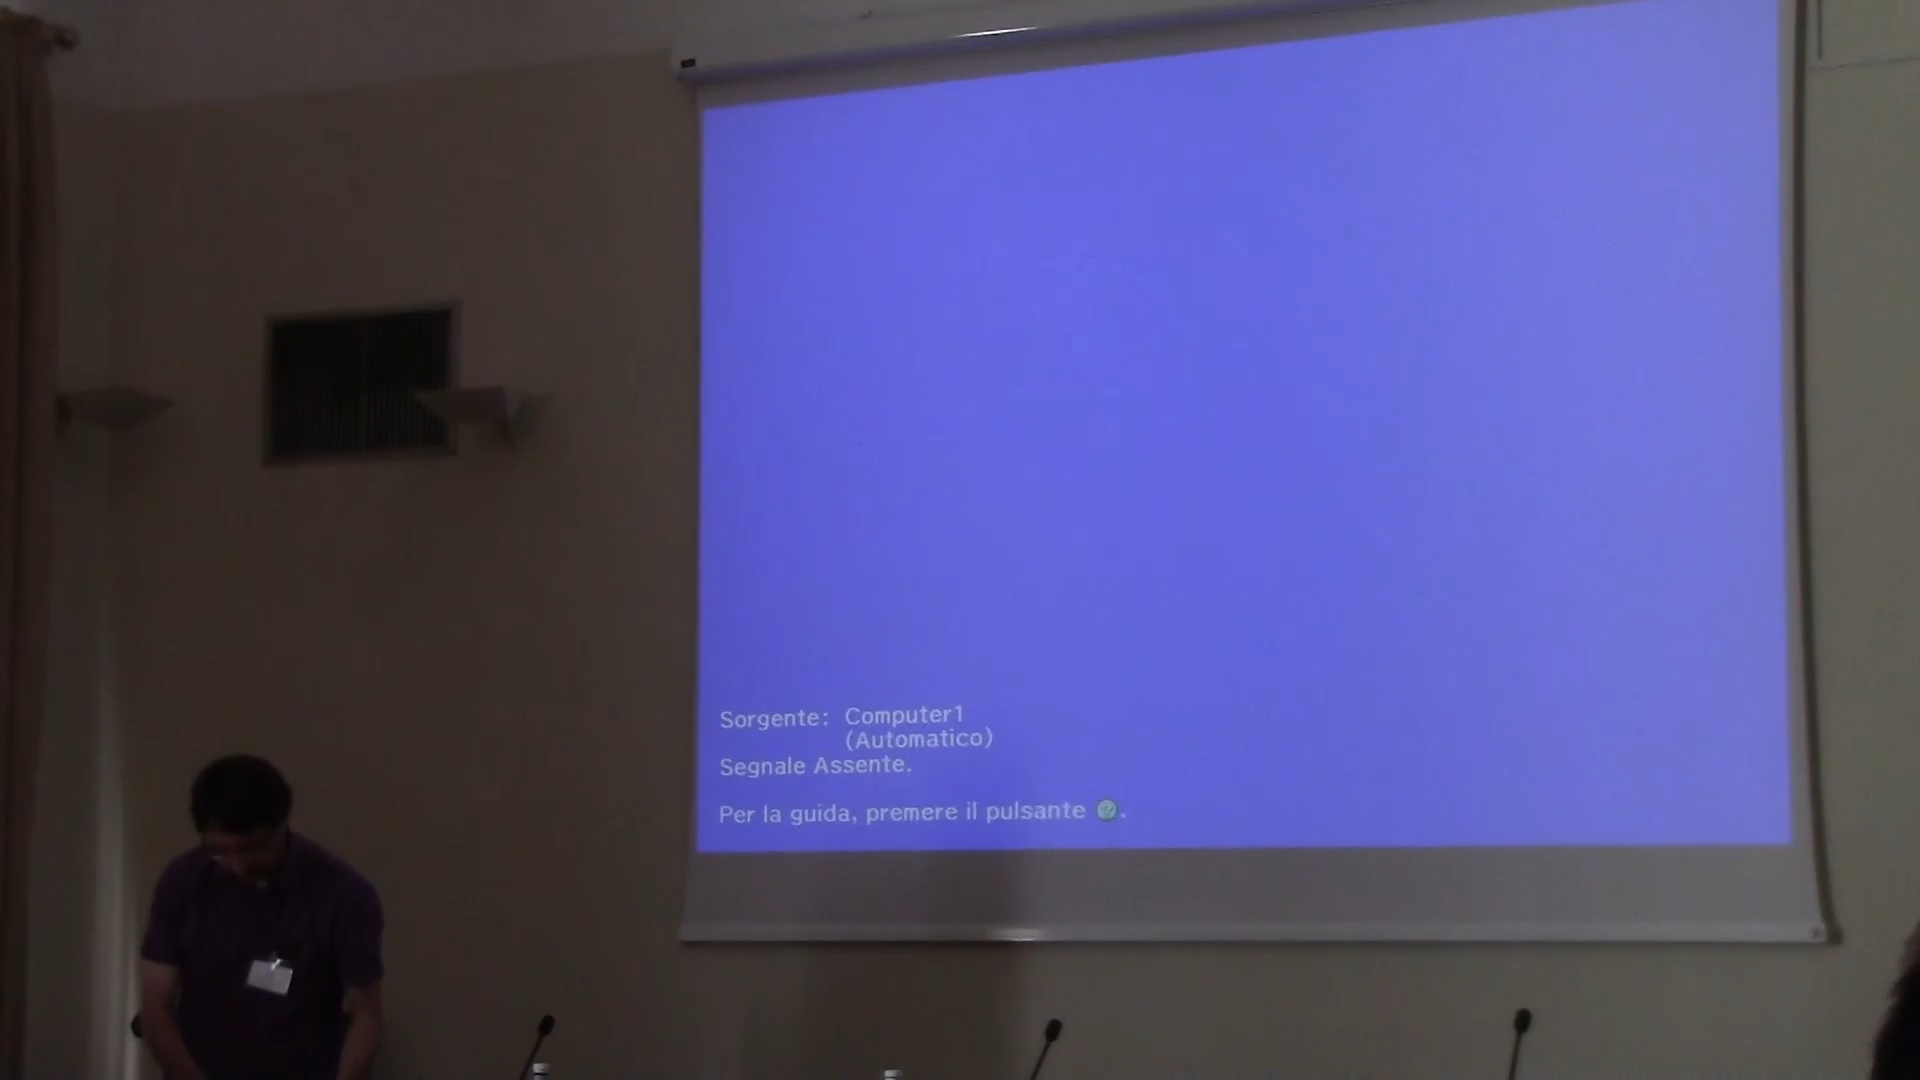 Sorgente: Computer1
(Automatico)
Segnale Assente.
Per la guida, premere il pulsante ?.